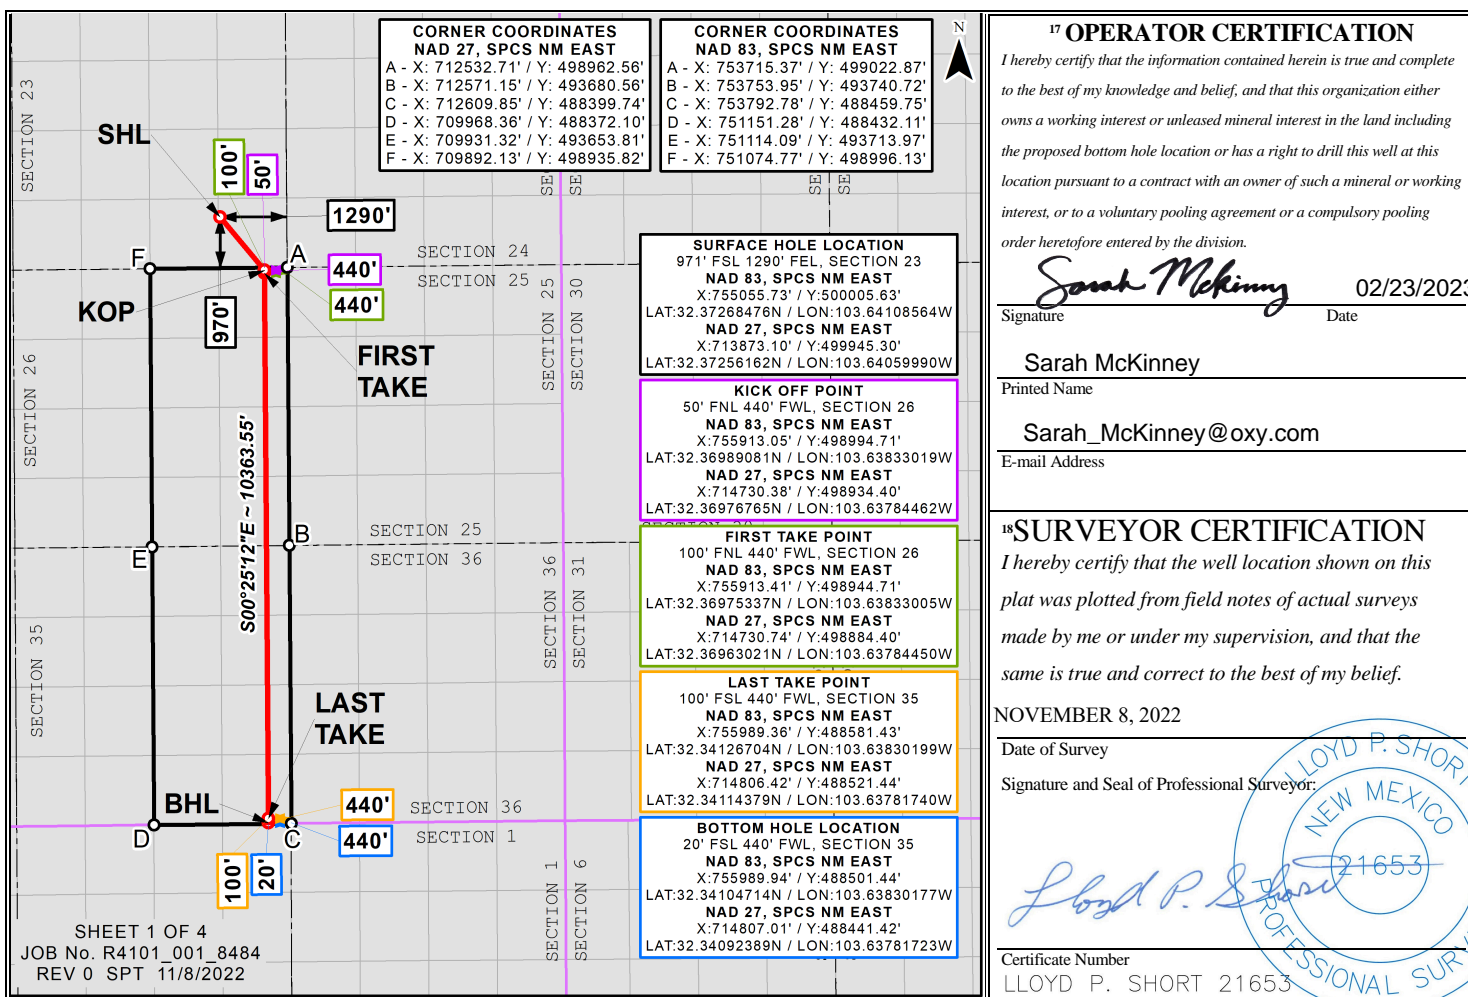 CORNER COORDINATES
NAD 27, SPCS NM EAST
A - X: 712532.71' / Y: 498962.56'
B - X: 712571.15' / Y: 493680.56'
C - X: 712609.85' / Y: 488399.74'
D - X: 709968.36' / Y: 488372.10'
E - X: 709931.32' / Y: 493653.81'
F - X: 709892.13' / Y: 498935.82'
CORNER COORDINATES
NAD 83, SPCS NM EAST
A - X: 753715.37' / Y: 499022.87'
B - X: 753753.95' / Y: 493740.72'
C - X: 753792.78' / Y: 488459.75'
D - X: 751151.28' / Y: 488432.11'
E - X: 751114.09' / Y: 493713.97'
F - X: 751074.77' / Y: 498996.13'
N
SECTION 23
SHL
100'
50'
1290'
F
A
SECTION 24
440'
SECTION 25
KOP
440'
970'
FIRST
TAKE
SECTION 25
SECTION 30
SECTION 26
S00°25'12"E ~ 10363.55'
E
B
SECTION 25
SECTION 36
SECTION 36
SECTION 31
SECTION 35
LAST
TAKE
BHL
440'
SECTION 36
D
C
440'
SECTION 1
100'
20'
SECTION 1
SECTION 6
SURFACE HOLE LOCATION
971' FSL 1290' FEL, SECTION 23
NAD 83, SPCS NM EAST
X:755055.73' / Y:500005.63'
LAT:32.37268476N / LON:103.64108564W
NAD 27, SPCS NM EAST
X:713873.10' / Y:499945.30'
LAT:32.37256162N / LON:103.64059990W
KICK OFF POINT
50' FNL 440' FWL, SECTION 26
NAD 83, SPCS NM EAST
X:755913.05' / Y:498994.71'
LAT:32.36989081N / LON:103.63833019W
NAD 27, SPCS NM EAST
X:714730.38' / Y:498934.40'
LAT:32.36976765N / LON:103.63784462W
FIRST TAKE POINT
100' FNL 440' FWL, SECTION 26
NAD 83, SPCS NM EAST
X:755913.41' / Y:498944.71'
LAT:32.36975337N / LON:103.63833005W
NAD 27, SPCS NM EAST
X:714730.74' / Y:498884.40'
LAT:32.36963021N / LON:103.63784450W
LAST TAKE POINT
100' FSL 440' FWL, SECTION 35
NAD 83, SPCS NM EAST
X:755989.36' / Y:488581.43'
LAT:32.34126704N / LON:103.63830199W
NAD 27, SPCS NM EAST
X:714806.42' / Y:488521.44'
LAT:32.34114379N / LON:103.63781740W
BOTTOM HOLE LOCATION
20' FSL 440' FWL, SECTION 35
NAD 83, SPCS NM EAST
X:755989.94' / Y:488501.44'
LAT:32.34104714N / LON:103.63830177W
NAD 27, SPCS NM EAST
X:714807.01' / Y:488441.42'
LAT:32.34092389N / LON:103.63781723W
SHEET 1 OF 4
JOB No. R4101_001_8484
REV 0 SPT 11/8/2022
17 OPERATOR CERTIFICATION
I hereby certify that the information contained herein is true and complete
to the best of my knowledge and belief, and that this organization either
owns a working interest or unleased mineral interest in the land including
the proposed bottom hole location or has a right to drill this well at this
location pursuant to a contract with an owner of such a mineral or working
interest, or to a voluntary pooling agreement or a compulsory pooling
order heretofore entered by the division.
Sarah McKinney 02/23/2023
Signature Date
Sarah McKinney
Printed Name
Sarah_McKinney@oxy.com
E-mail Address
18SURVEYOR CERTIFICATION
I hereby certify that the well location shown on this
plat was plotted from field notes of actual surveys
made by me or under my supervision, and that the
same is true and correct to the best of my belief.
NOVEMBER 8, 2022
Date of Survey
Signature and Seal of Professional Surveyor:
LLOYD P. SHORT
NEW MEXICO
21653
PROFESSIONAL SUR
Lloyd P. Short
Certificate Number
LLOYD P. SHORT 21653